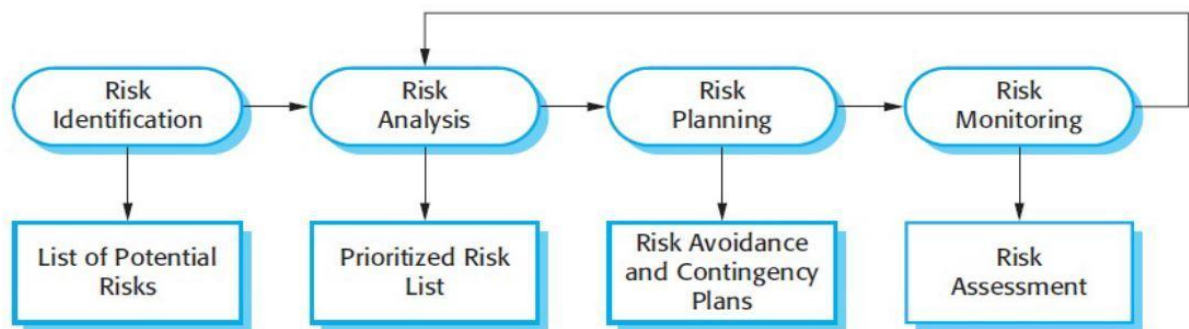 Risk
Identification
Risk
Analysis
Risk
Planning
Risk
Monitoring
List of Potential
Risks
Prioritized Risk
List
Risk Avoidance
and Contingency
Plans
Risk
Assessment